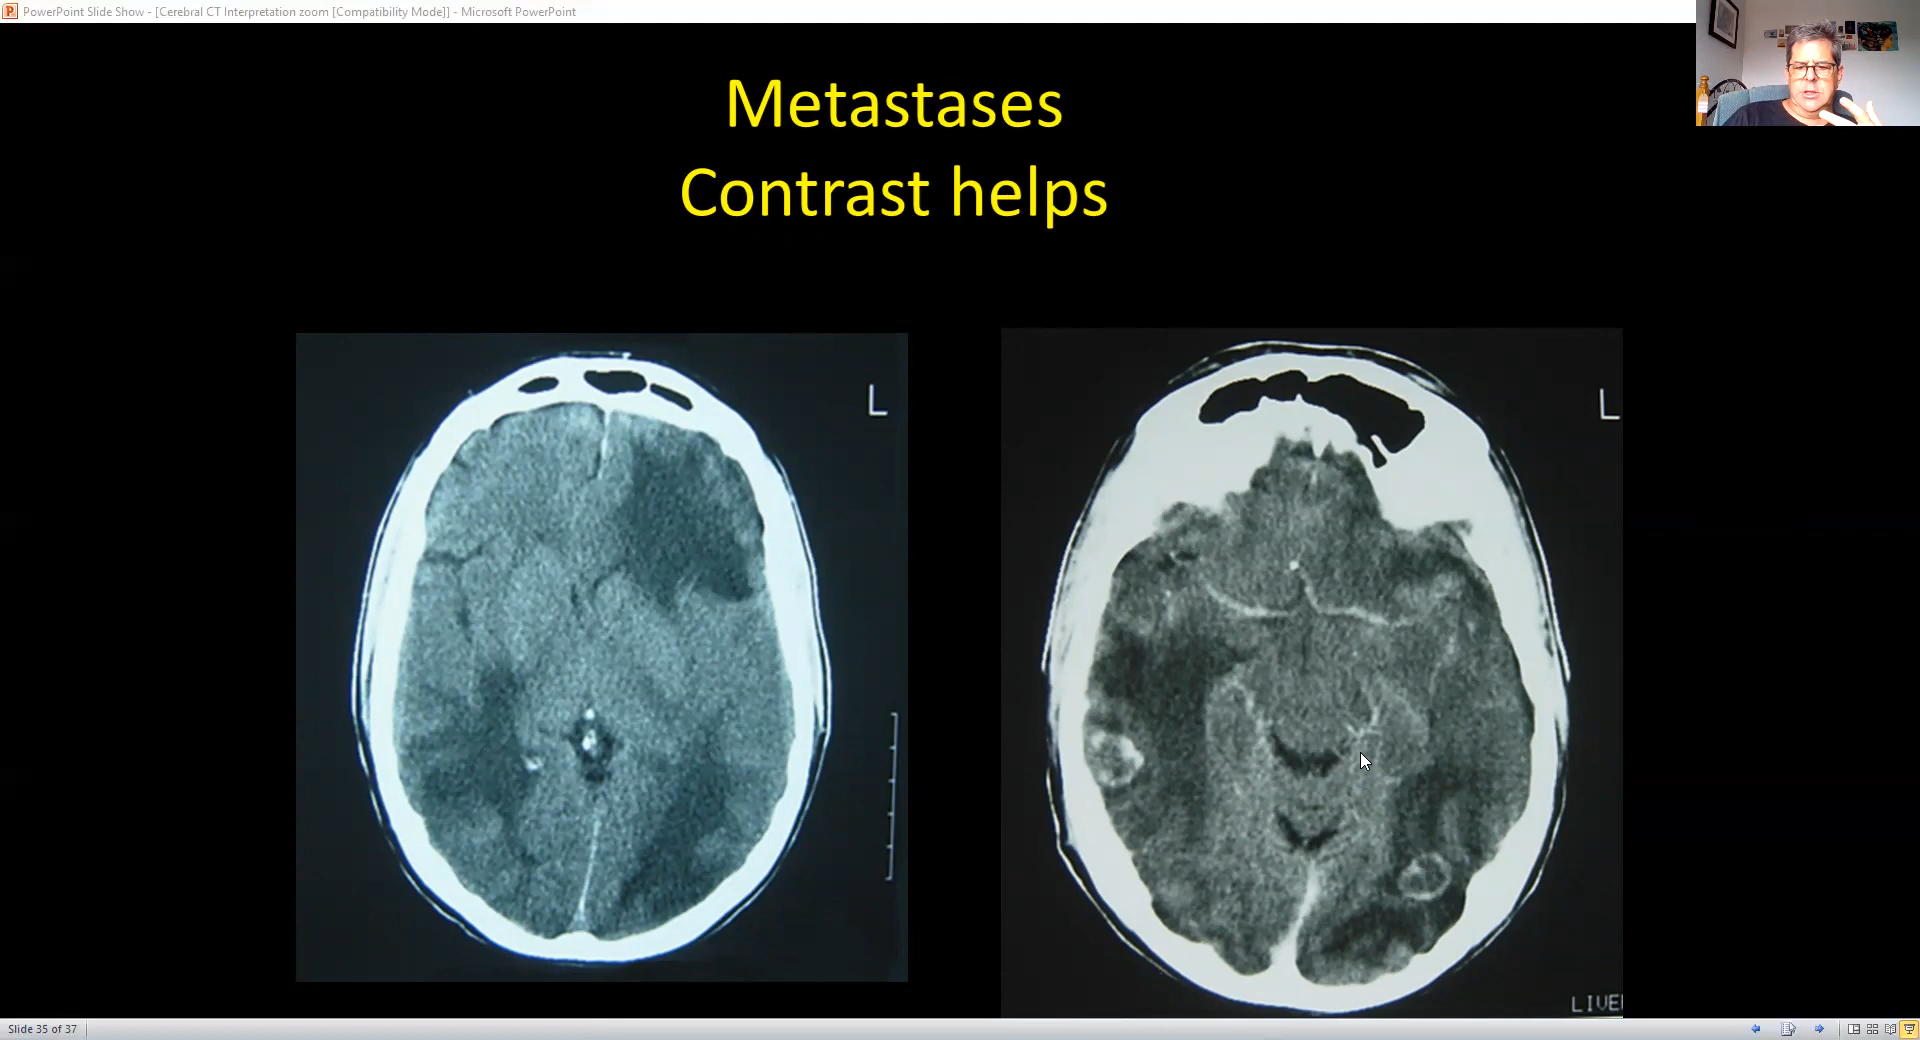 PowerPoint Slide Show - [Cerebral CT Interpretation zoom [Compatibility Mode]] - Microsoft PowerPoint
Metastases
Contrast helps
L
L
LIVE
Slide 35 of 37